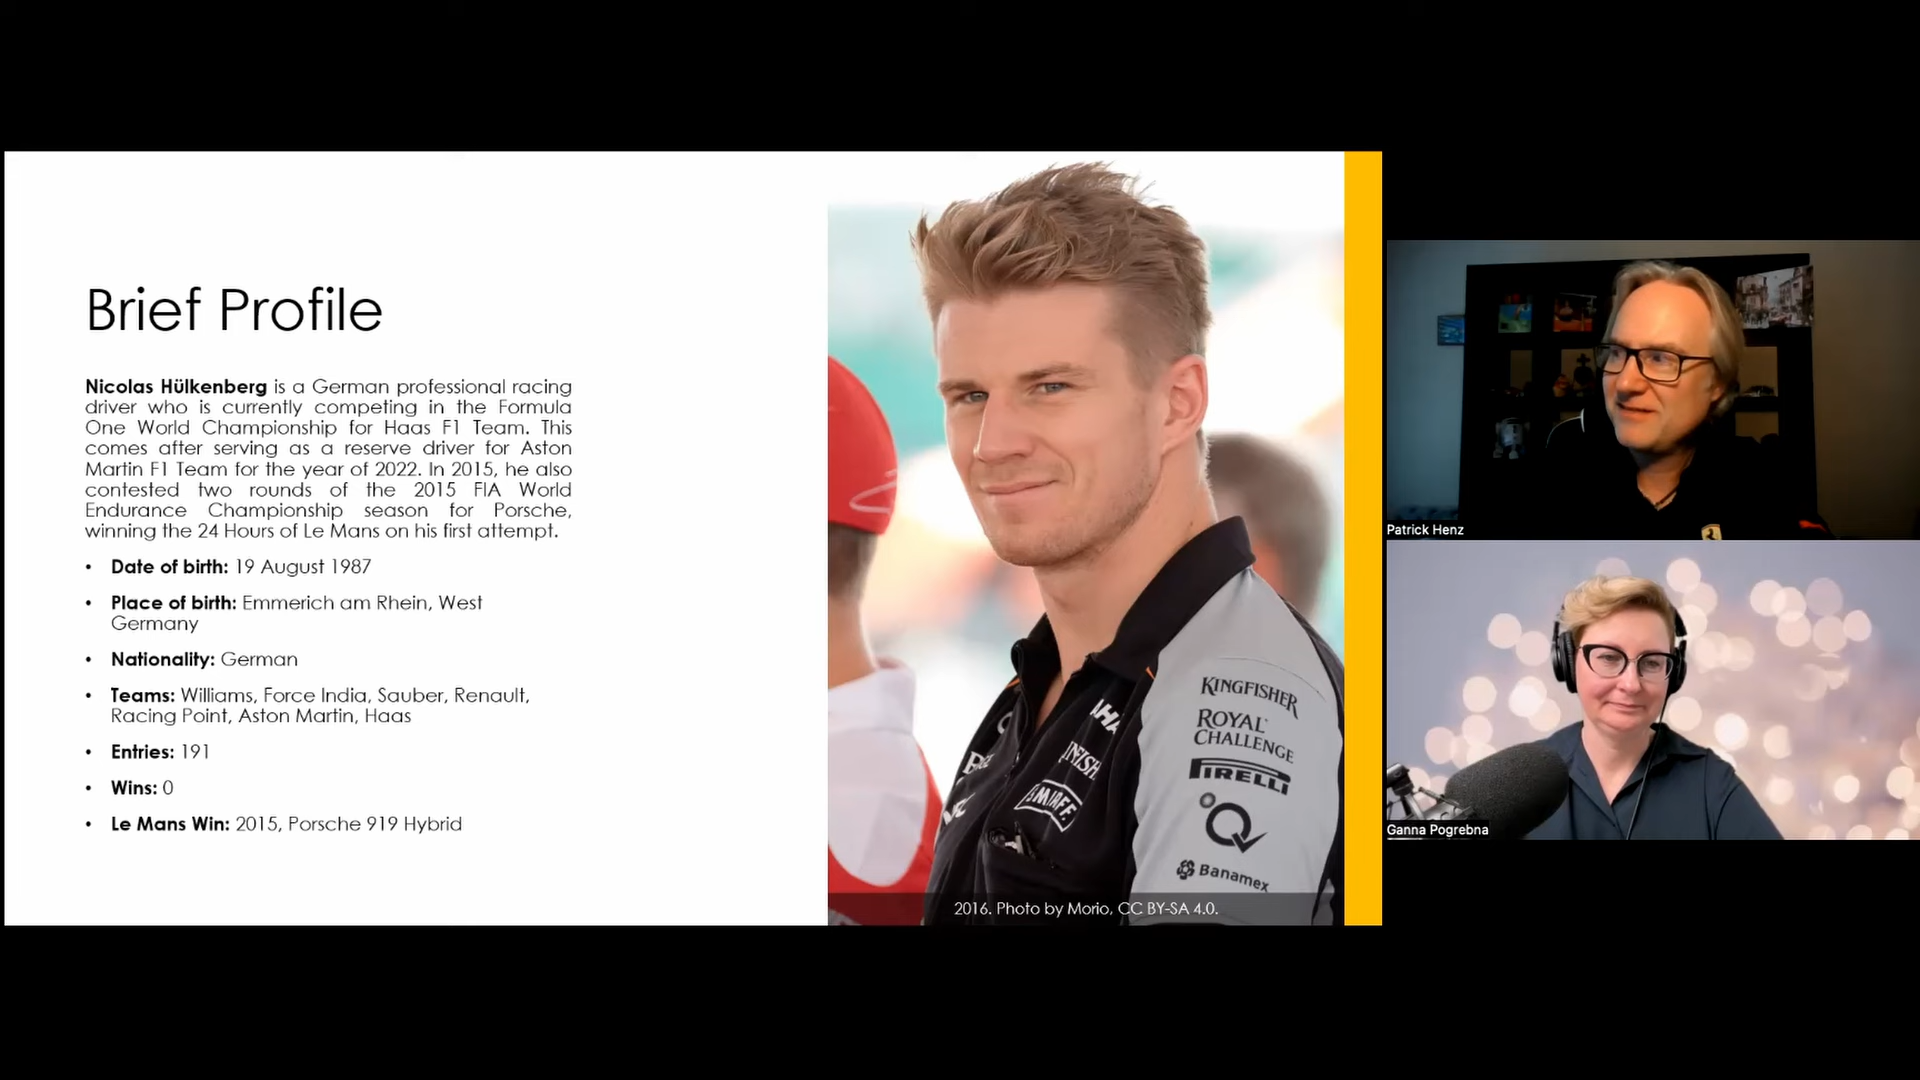 Brief Profile
Nicolas Hülkenberg is a German professional racing
driver who is currently competing in the Formula
One World Championship for Haas F1 Team. This
comes after serving as a reserve driver for Aston
Martin F1 Team for the year of 2022. In 2015, he also
contested two rounds of the 2015 FIA World
Endurance Championship season for Porsche,
winning the 24 Hours of Le Mans on his first attempt.
• Date of birth: 19 August 1987
• Place of birth: Emmerich am Rhein, West
Germany
• Nationality: German
• Teams: Williams, Force India, Sauber, Renault,
Racing Point, Aston Martin, Haas
• Entries: 191
• Wins: 0
• Le Mans Win: 2015, Porsche 919 Hybrid
KINGFISHER
ROYAL
CHALLENGE
PIRELLI
Banamex
2016. Photo by Morio, CC BY-SA 4.0.
Patrick Henz
Ganna Pogrebna